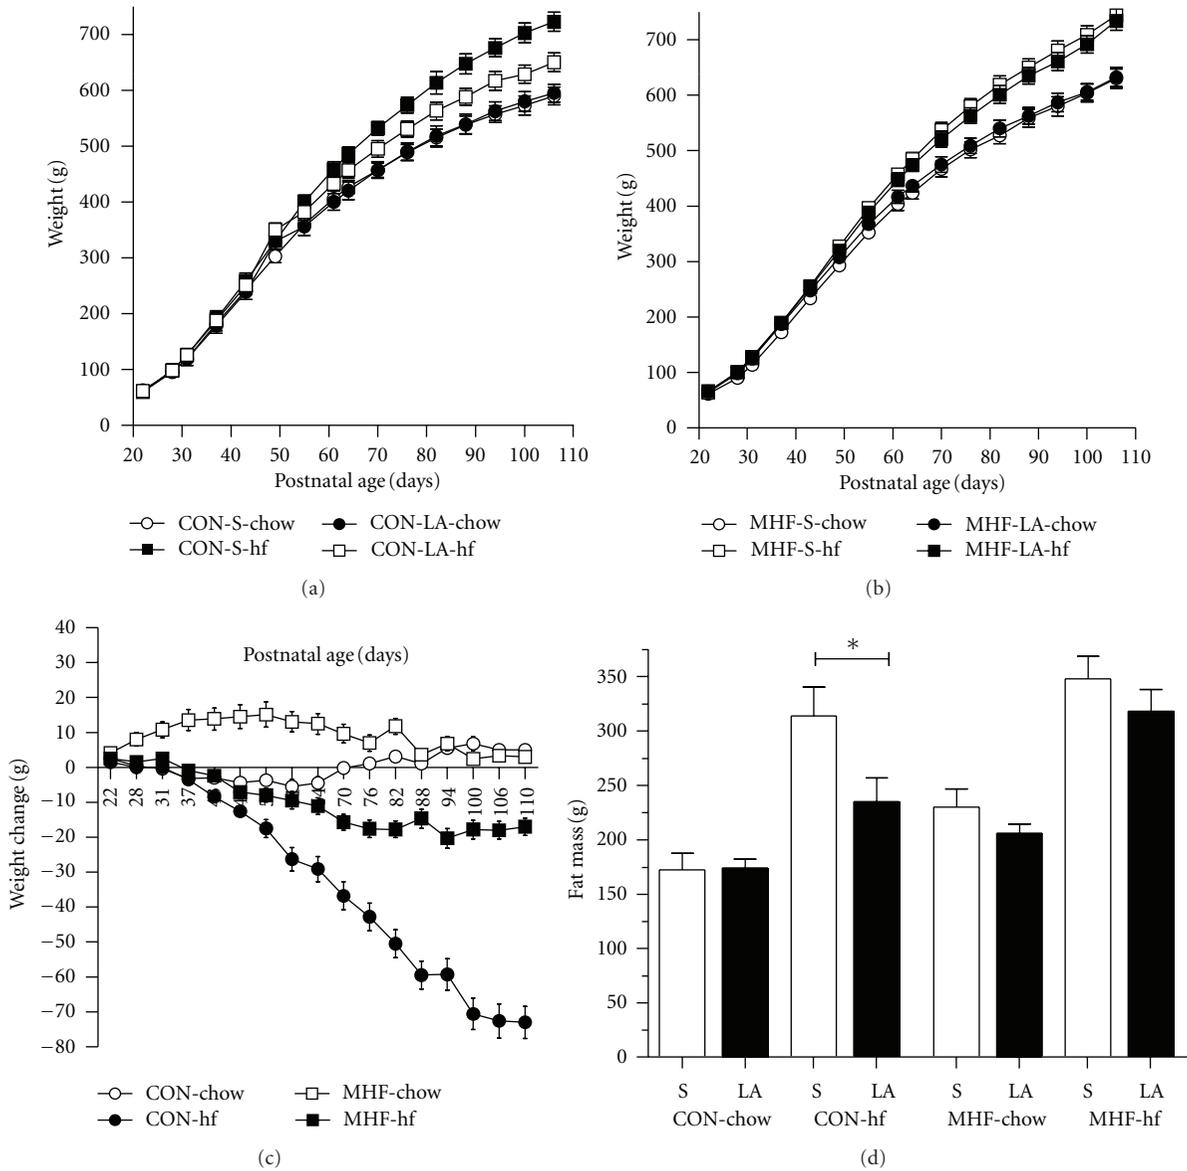 700
600
500
400
300
200
100
0
Weight (g)
20 30 40 50 60 70 80 90 100 110
Postnatal age (days)
CON-S-chow CON-LA-chow
CON-S-hf CON-LA-hf
(a)
700
600
500
400
300
200
100
0
Weight (g)
20 30 40 50 60 70 80 90 100 110
Postnatal age (days)
MHF-S-chow MHF-LA-chow
MHF-S-hf MHF-LA-hf
(b)
40
30
20
10
0
−10
−20
−30
−40
−50
−60
−70
−80
Weight change (g)
Postnatal age (days)
22 28 31 37 70 76 82 88 94 100 106 110
CON-chow MHF-chow
CON-hf MHF-hf
(c)
350
300
250
200
150
100
50
0
Fat mass (g)
*
S LA S LA S LA S LA
CON-chow CON-hf MHF-chow MHF-hf
(d)